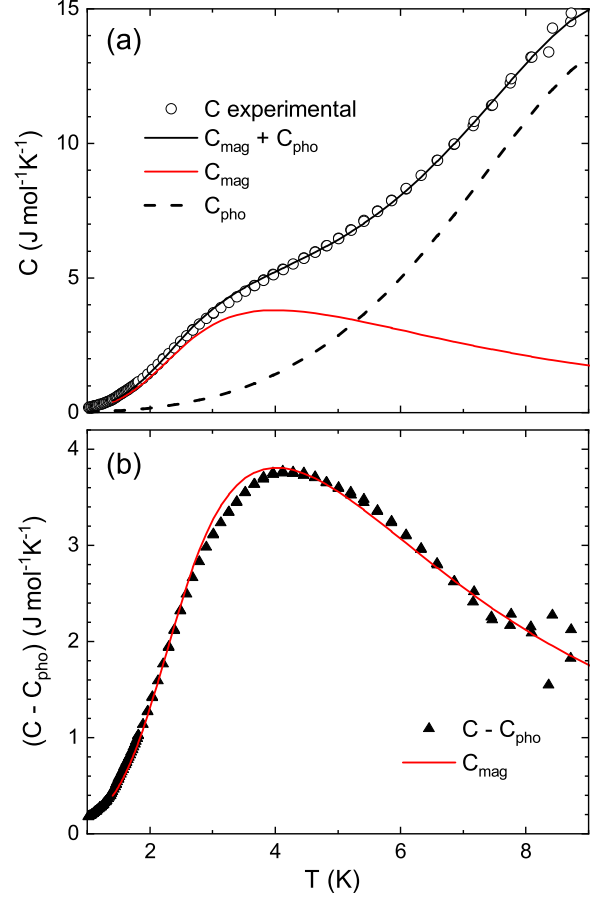 15
(a)
C experimental
C_mag + C_pho
C_mag
C_pho
10
5
0
C (J mol⁻¹K⁻¹)
(b)
4
3
2
1
0
(C - C_pho) (J mol⁻¹K⁻¹)
C - C_pho
C_mag
2 4 6 8
T (K)